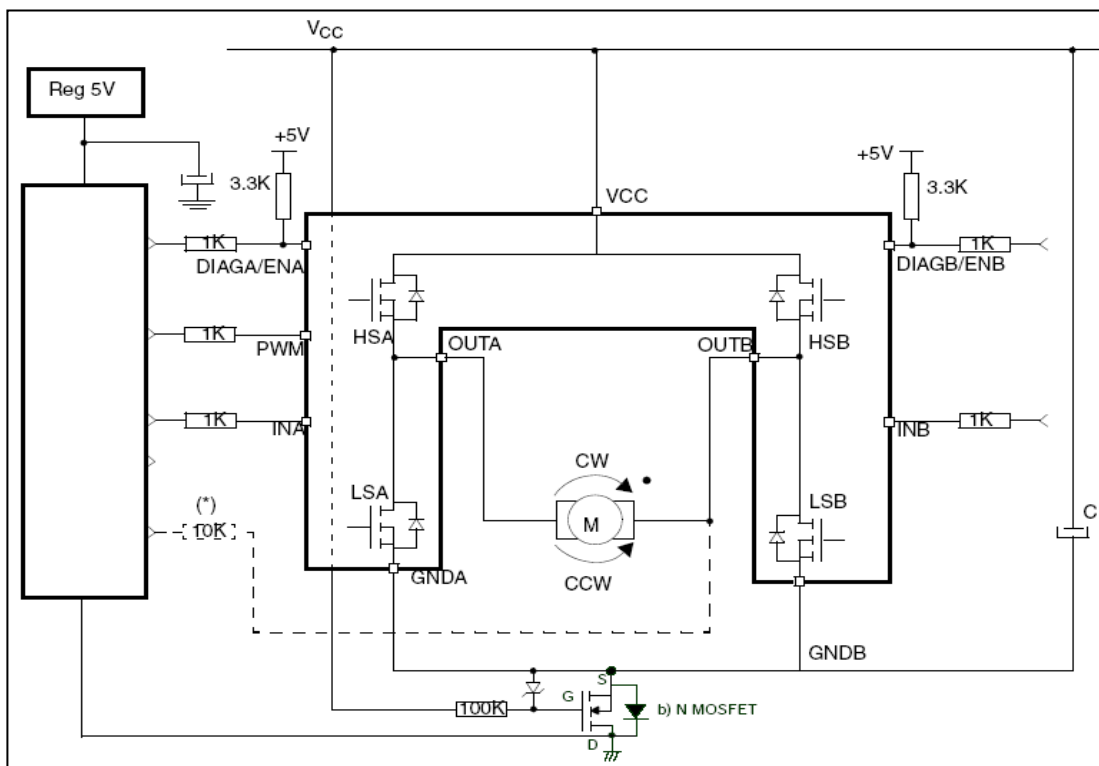 VCC
Reg 5V
+5V
+5V
3.3K
3.3K
VCC
1K
1K
DIAGA/ENA
DIAGB/ENB
HSA
HSB
1K
PWM
OUTA
OUTB
1K
INA
1K
INB
CW
LSA
LSB
(*)
10K
M
C
GNDA
CCW
GNDB
S
G
100K
b) N MOSFET
D